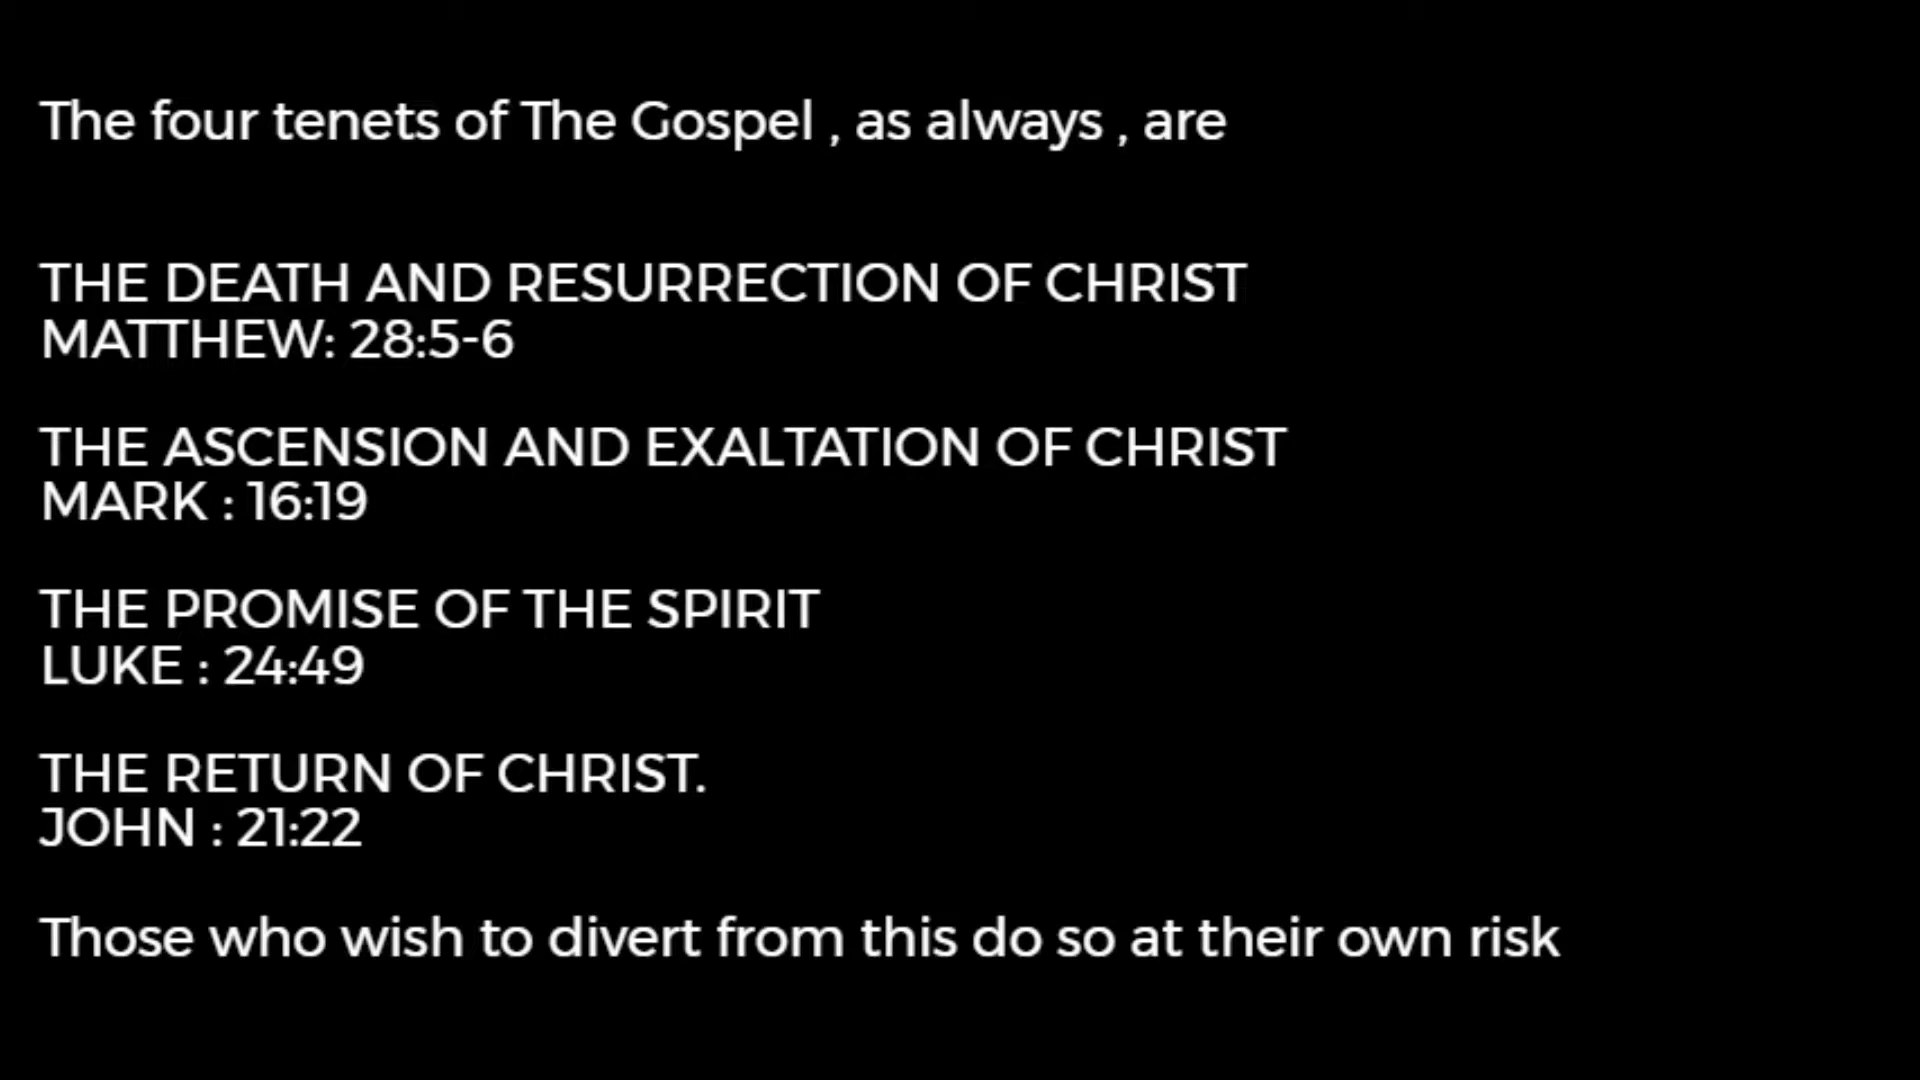 The four tenets of The Gospel , as always , are
THE DEATH AND RESURRECTION OF CHRIST
MATTHEW: 28:5-6
THE ASCENSION AND EXALTATION OF CHRIST
MARK : 16:19
THE PROMISE OF THE SPIRIT
LUKE : 24:49
THE RETURN OF CHRIST.
JOHN : 21:22
Those who wish to divert from this do so at their own risk